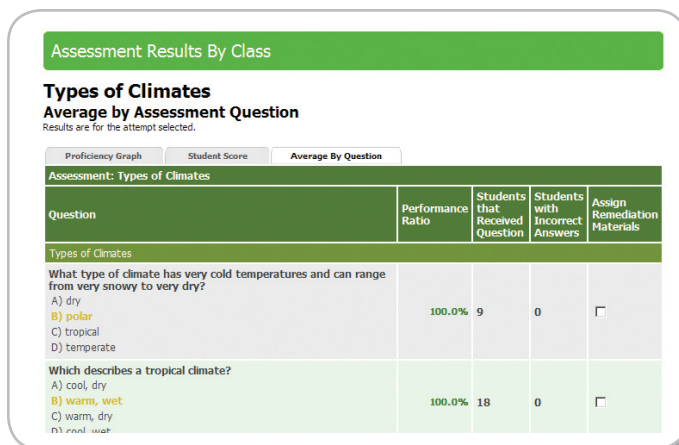 Assessment Results By Class
Types of Climates
Average by Assessment Question
Results are for the attempt selected.
Proficiency Graph Student Score Average By Question
Assessment: Types of Climates
Question
Performance Ratio
Students that Received Question
Students with Incorrect Answers
Assign Remediation Materials
Types of Climates
What type of climate has very cold temperatures and can range
from very snowy to very dry?
A) dry
B) polar
C) tropical
D) temperate
100.0% 9 0
Which describes a tropical climate?
A) cool, dry
B) warm, wet
C) warm, dry
D) cool, wet
100.0% 18 0